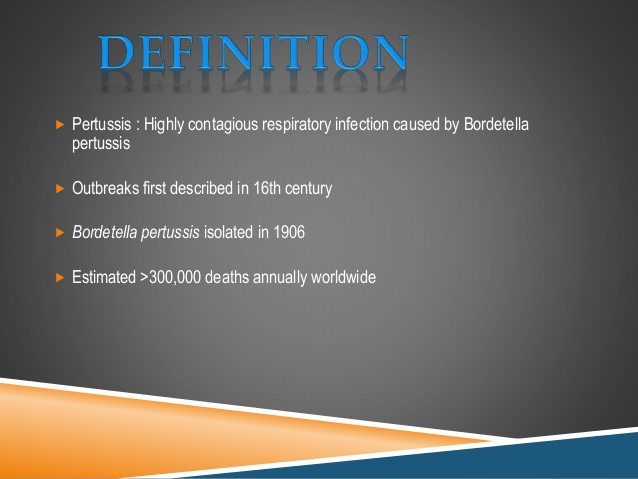 DEFINITION
Pertussis : Highly contagious respiratory infection caused by Bordetella
pertussis
Outbreaks first described in 16th century
Bordetella pertussis isolated in 1906
Estimated >300,000 deaths annually worldwide